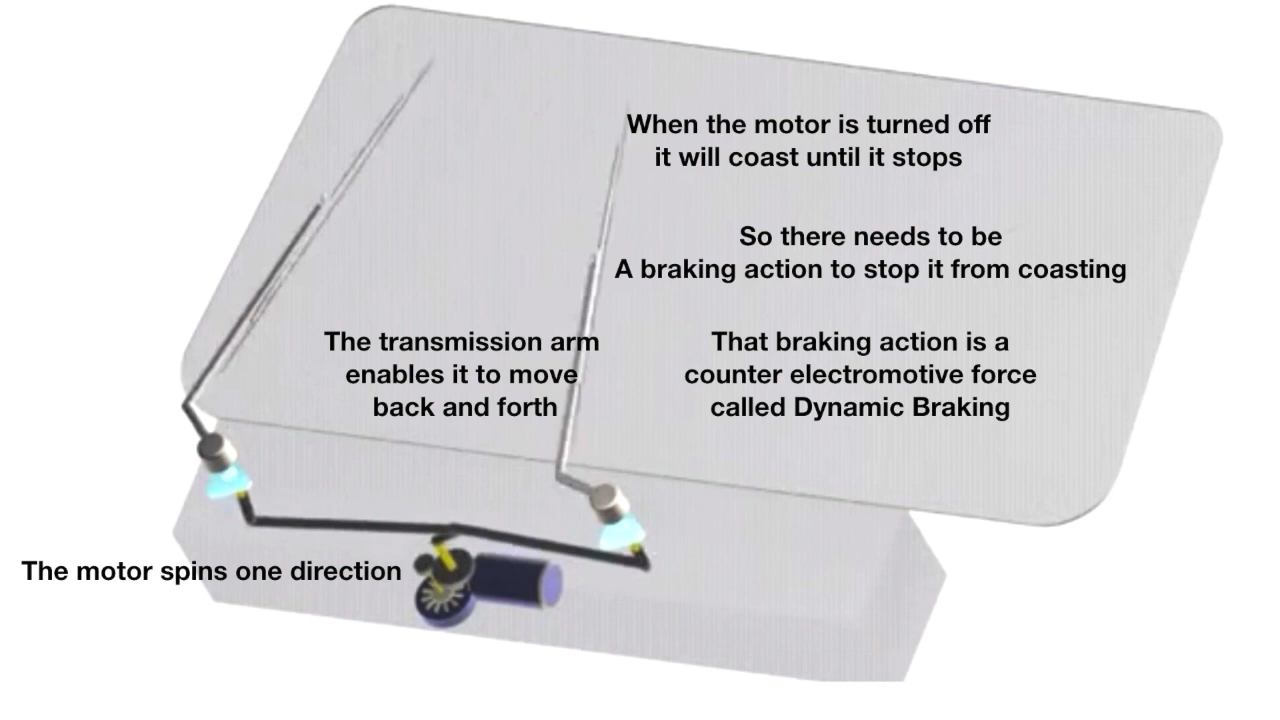 When the motor is turned off
it will coast until it stops
So there needs to be
A braking action to stop it from coasting
The transmission arm
enables it to move
back and forth
That braking action is a
counter electromotive force
called Dynamic Braking
The motor spins one direction